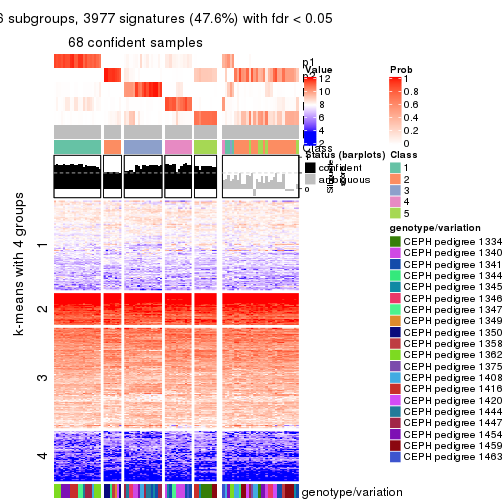 6 subgroups, 3977 signatures (47.6%) with fdr < 0.05
68 confident samples
Value
12
10
8
6
4
2
Prob
1
0.8
0.6
0.4
0.2
0
Class
Status (barplots)
confident
ambiguous
Class
1
2
3
4
5
0
k-means with 4 groups
1
2
3
4
genotype/variation
genotype/variation
CEPH pedigree 1334
CEPH pedigree 1340
CEPH pedigree 1341
CEPH pedigree 1344
CEPH pedigree 1345
CEPH pedigree 1346
CEPH pedigree 1347
CEPH pedigree 1349
CEPH pedigree 1350
CEPH pedigree 1358
CEPH pedigree 1362
CEPH pedigree 1375
CEPH pedigree 1408
CEPH pedigree 1416
CEPH pedigree 1420
CEPH pedigree 1444
CEPH pedigree 1447
CEPH pedigree 1454
CEPH pedigree 1459
CEPH pedigree 1463